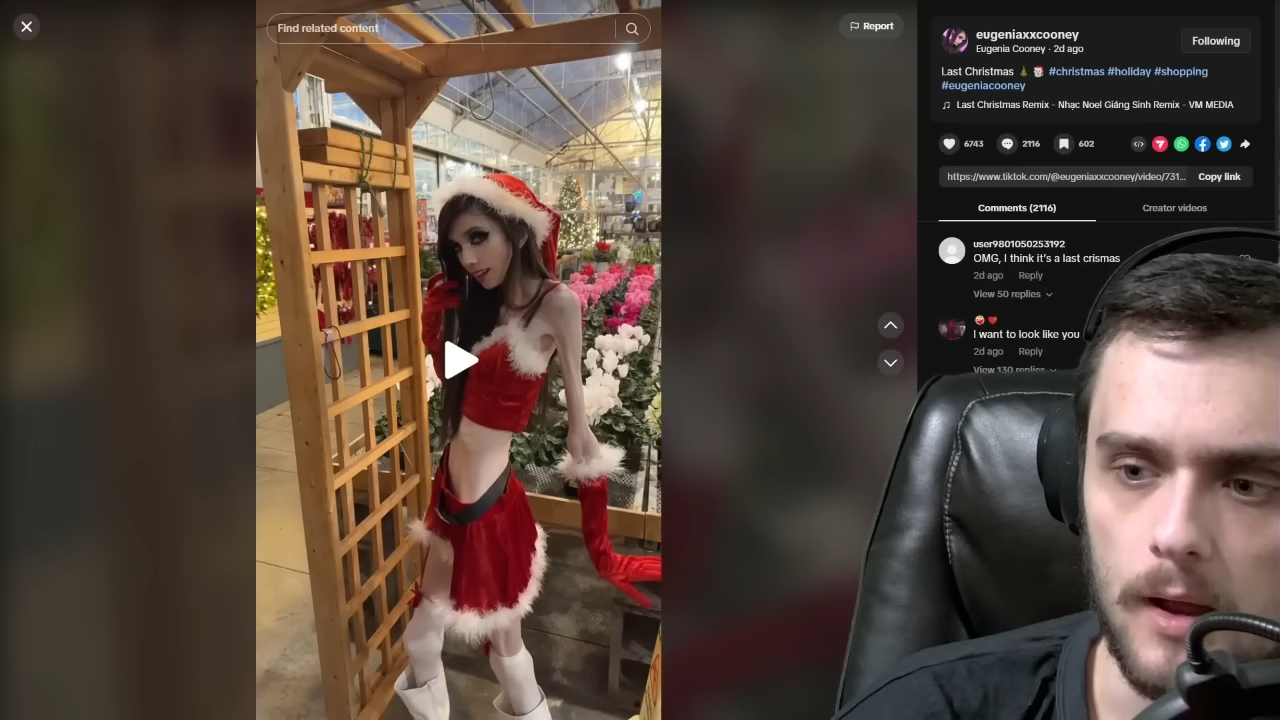 Find related content
Report
eugeniaxxcooney
Eugenia Cooney · 2d ago
Following
Last Christmas 🎄 🎅 #christmas #holiday #shopping
#eugeniacooney
♫ Last Christmas Remix - Nhạc Noel Giáng Sinh Remix - VM MEDIA
6743
2116
602
https://www.tiktok.com/@eugeniaxxcooney/video/731...
Copy link
Comments (2116)
Creator videos
user9801050253192
OMG, I think it's a last crismas
2d ago
Reply
View 50 replies
I want to look like you
2d ago
Reply
View 130 replies